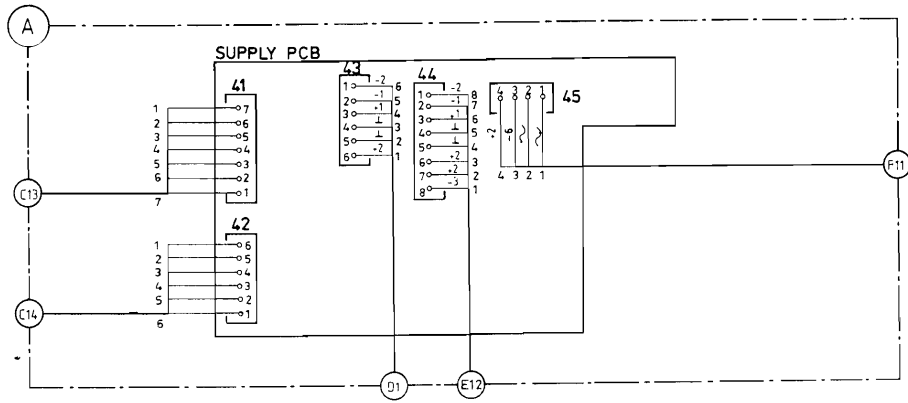 A
SUPPLY PCB
41
1 7
2 6
3 5
4 4
5 3
6 2
7 1
42
1 6
2 5
3 4
4 3
5 2
6 1
43
1 -2 6
2 -1 5
3 +1 4
4 ⊥ 3
5 ⊥ 2
6 +2 1
44
1 -2 8
2 -1 7
3 +1 6
4 ⊥ 5
5 ⊥ 4
6 +2 3
7 +2 2
8 -3 1
45
4 3 2 1
+2 -6 ~ ~
4 3 2 1
C13
C14
D1
E12
F11